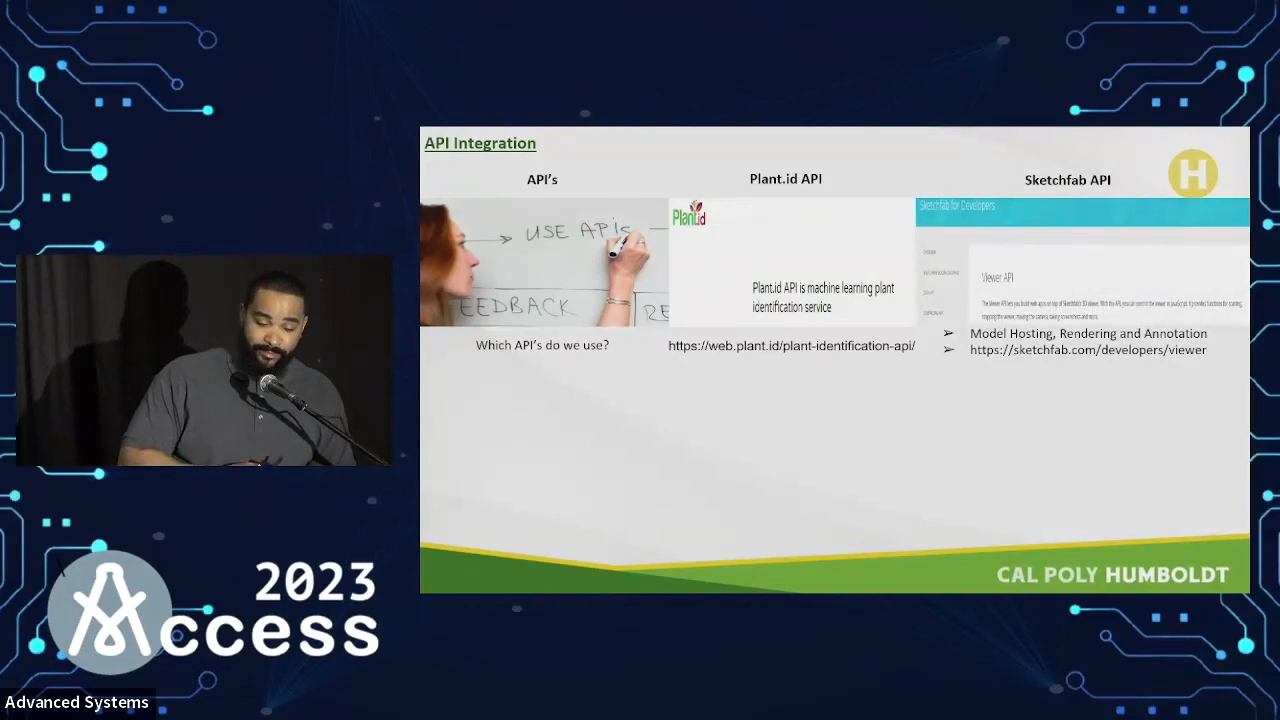 API Integration
H
API's
Plant.id API
Sketchfab API
USE APIs
EEDBACK
RE
Plant.id
Plant.id API is machine learning plant
identification service
Sketchfab for Developers
Viewer API
Which API's do we use?
https://web.plant.id/plant-identification-api/
➢ Model Hosting, Rendering and Annotation
➢ https://sketchfab.com/developers/viewer
CAL POLY HUMBOLDT
2023
Access
Advanced Systems